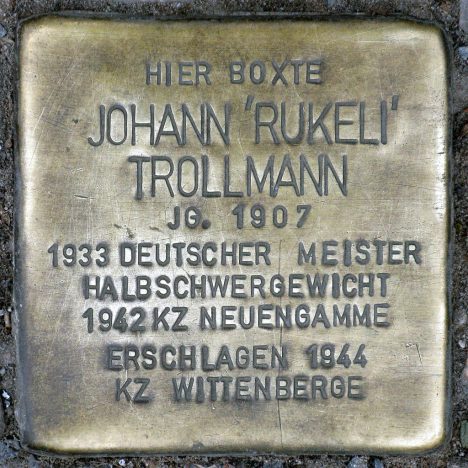 HIER BOXTE
JOHANN 'RUKELI'
TROLLMANN
JG. 1907
1933 DEUTSCHER MEISTER
HALBSCHWERGEWICHT
1942 KZ NEUENGAMME
ERSCHLAGEN 1944
KZ WITTENBERGE